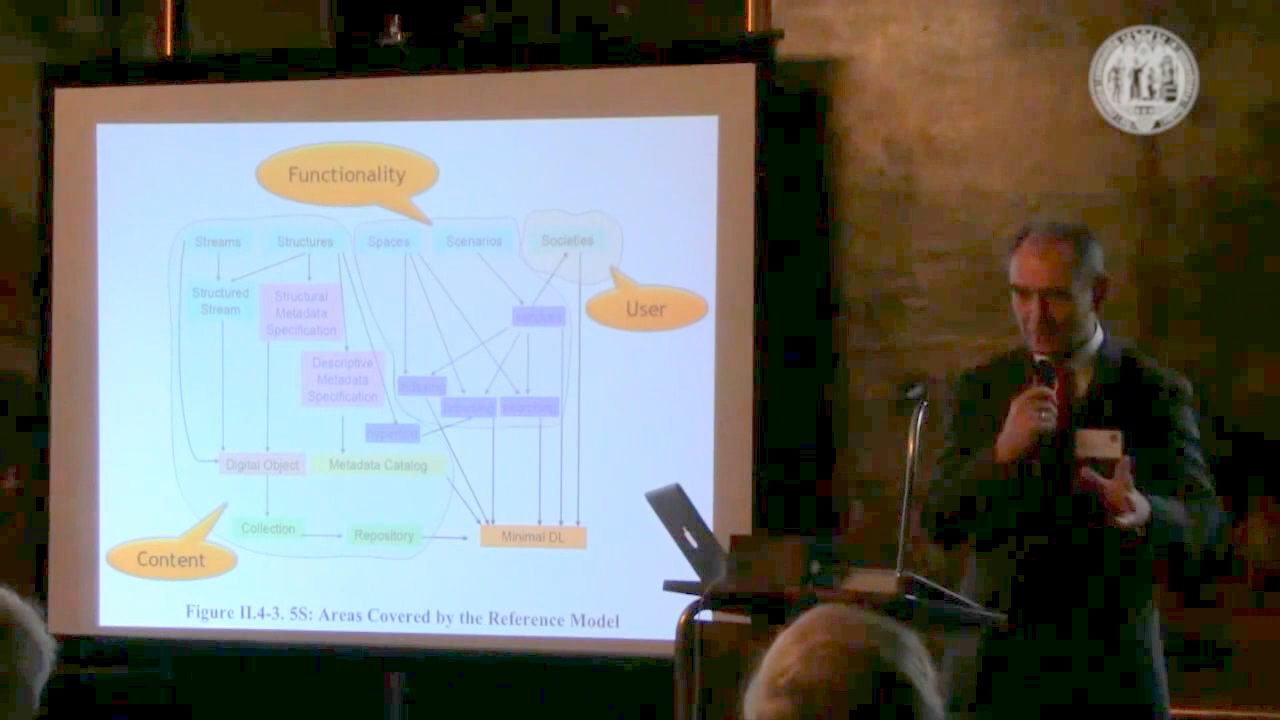 Functionality
Streams Structures Spaces Scenarios Societies
Structured
Stream
Structural
Metadata
Specification
User
Descriptive
Metadata
Specification
Digital Object Metadata Catalog
Collection Repository Minimal DL
Content
Figure II.4-3. 5S: Areas Covered by the Reference Model